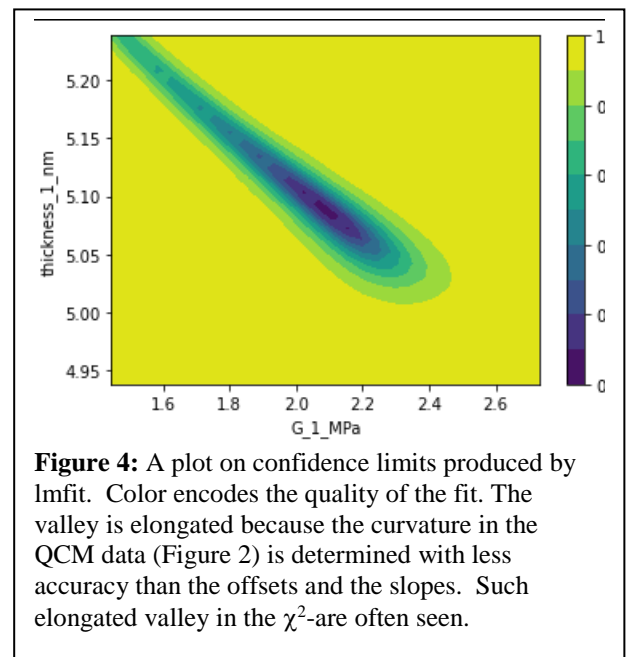 1
5.20
0
5.15
0
thickness_1_nm
5.10
0
5.05
0
5.00
0
4.95
0
1.6 1.8 2.0 2.2 2.4 2.6
G_1_MPa
Figure 4: A plot on confidence limits produced by
lmfit. Color encodes the quality of the fit. The
valley is elongated because the curvature in the
QCM data (Figure 2) is determined with less
accuracy than the offsets and the slopes. Such
elongated valley in the χ²-are often seen.